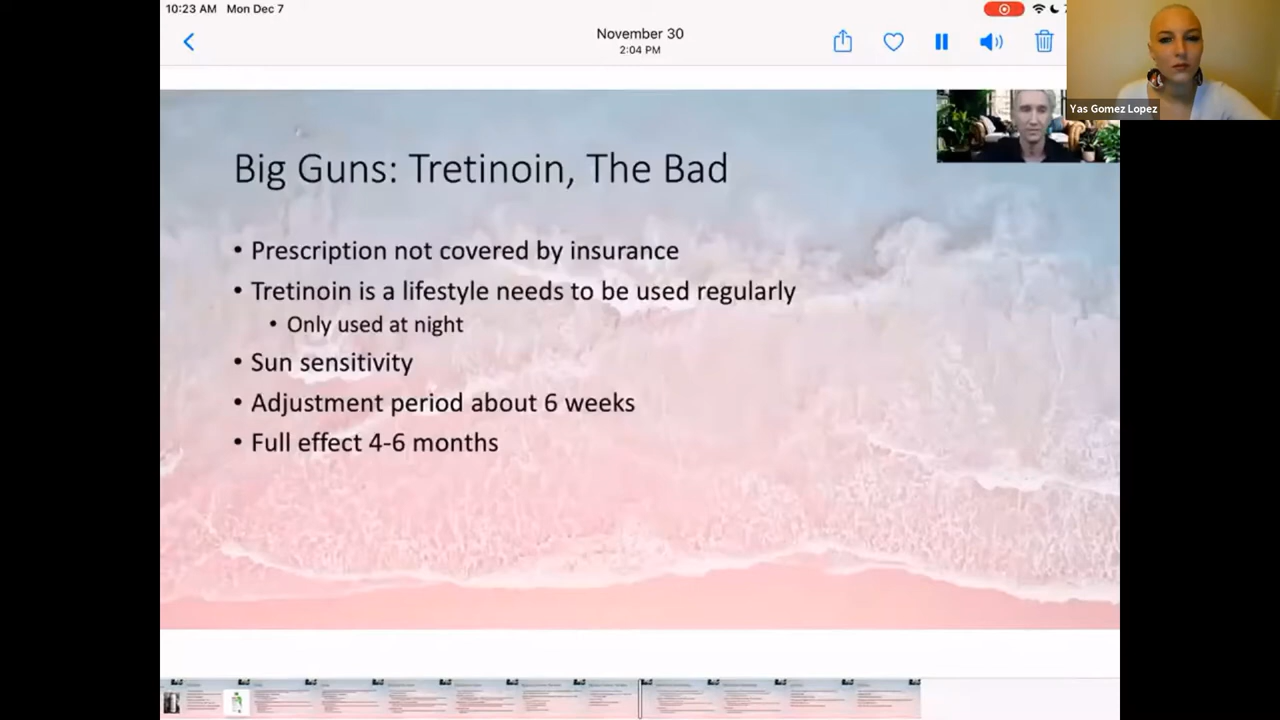 10:23 AM Mon Dec 7
November 30
2:04 PM
Yas Gomez Lopez
Big Guns: Tretinoin, The Bad
• Prescription not covered by insurance
• Tretinoin is a lifestyle needs to be used regularly
• Only used at night
• Sun sensitivity
• Adjustment period about 6 weeks
• Full effect 4-6 months